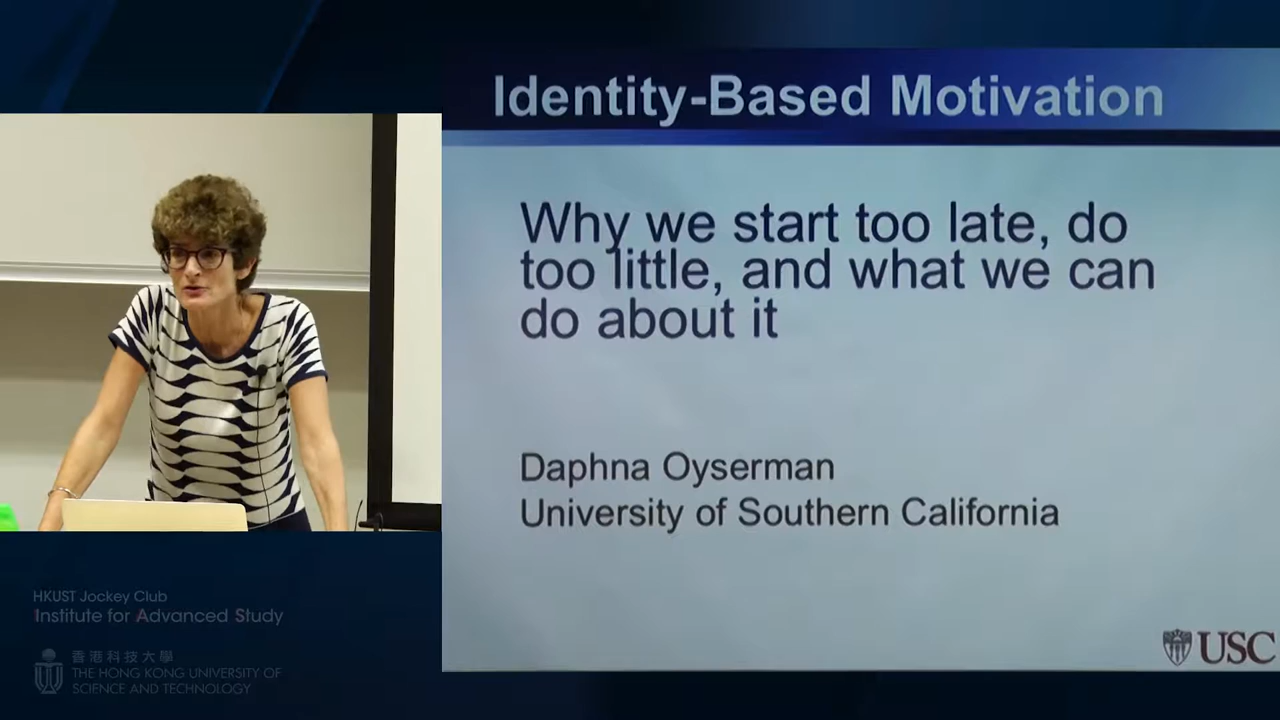 Identity-Based Motivation
Why we start too late, do
too little, and what we can
do about it
Daphna Oyserman
University of Southern California
USC
HKUST Jockey Club
Institute for Advanced Study
香港科技大學
THE HONG KONG UNIVERSITY OF
SCIENCE AND TECHNOLOGY